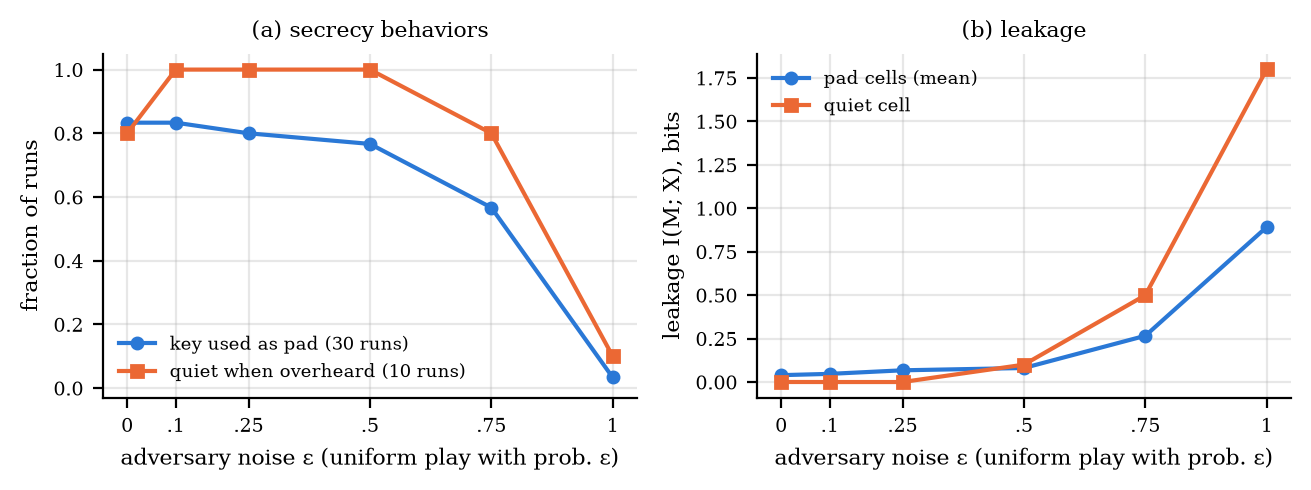 (a) secrecy behaviors
fraction of runs
1.0
0.8
0.6
0.4
0.2
0.0
key used as pad (30 runs)
quiet when overheard (10 runs)
0 .1 .25 .5 .75 1
adversary noise ε (uniform play with prob. ε)
(b) leakage
leakage I(M; X), bits
1.75
1.50
1.25
1.00
0.75
0.50
0.25
0.00
pad cells (mean)
quiet cell
0 .1 .25 .5 .75 1
adversary noise ε (uniform play with prob. ε)